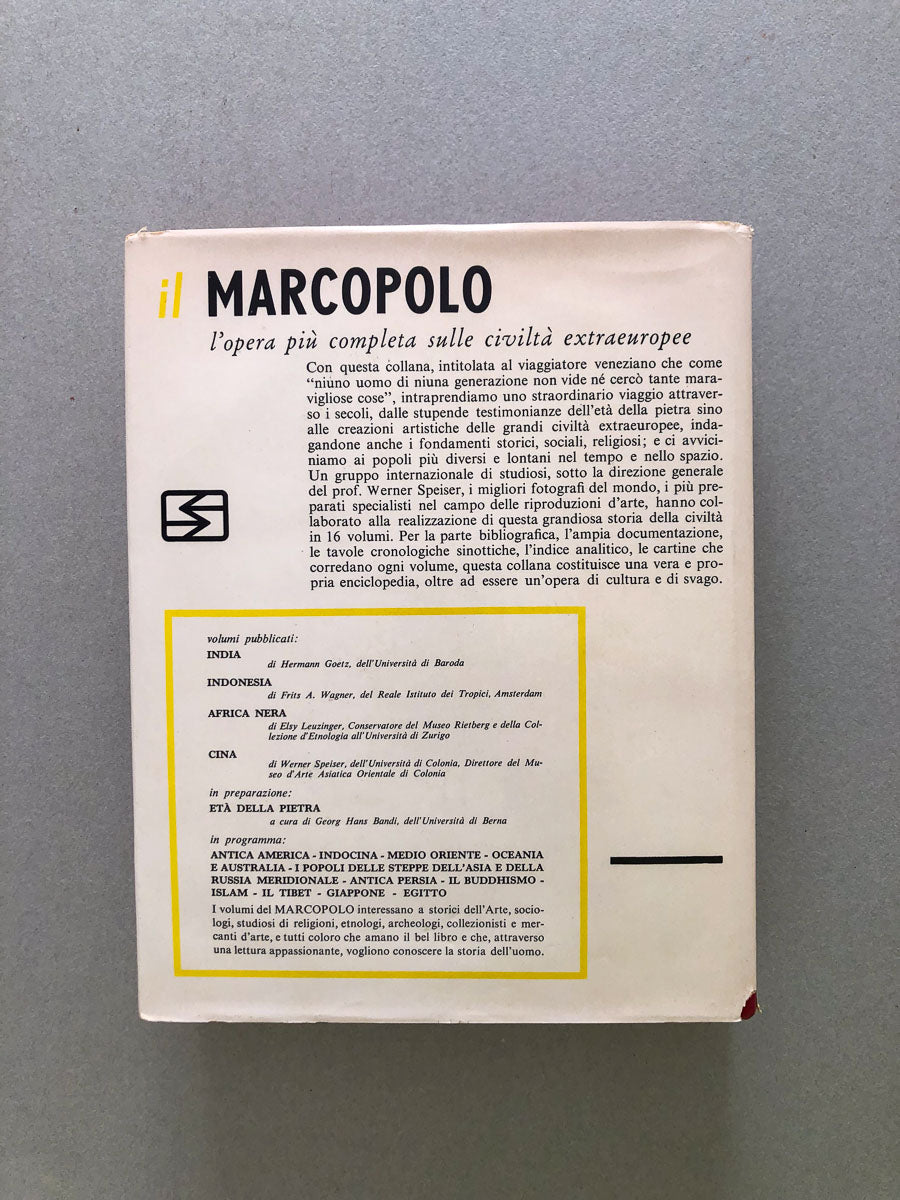 il MARCOPOLO
l'opera più completa sulle civiltà extraeuropee
Con questa collana, intitolata al viaggiatore veneziano che come
"niuno uomo di niuna generazione non vide né cercò tante mara-
vigliose cose", intraprendiamo uno straordinario viaggio attraver-
so i secoli, dalle stupende testimonianze dell'età della pietra sino
alle creazioni artistiche delle grandi civiltà extraeuropee, inda-
gandone anche i fondamenti storici, sociali, religiosi; e ci avvici-
niamo ai popoli più diversi e lontani nel tempo e nello spazio.
Un gruppo internazionale di studiosi, sotto la direzione generale
del prof. Werner Speiser, i migliori fotografi del mondo, i più pre-
parati specialisti nel campo delle riproduzioni d'arte, hanno col-
laborato alla realizzazione di questa grandiosa storia della civiltà
in 16 volumi. Per la parte bibliografica, l'ampia documentazione,
le tavole cronologiche sinottiche, l'indice analitico, le cartine che
corredano ogni volume, questa collana costituisce una vera e pro-
pria enciclopedia, oltre ad essere un'opera di cultura e di svago.
volumi pubblicati:
INDIA
di Hermann Goetz, dell'Università di Baroda
INDONESIA
di Frits A. Wagner, del Reale Istituto dei Tropici, Amsterdam
AFRICA NERA
di Elsy Leuzinger, Conservatore del Museo Rietberg e della Col-
lezione d'Etnologia all'Università di Zurigo
CINA
di Werner Speiser, dell'Università di Colonia, Direttore del Mu-
seo d'Arte Asiatica Orientale di Colonia
in preparazione:
ETÀ DELLA PIETRA
a cura di Georg Hans Bandi, dell'Università di Berna
in programma:
ANTICA AMERICA - INDOCINA - MEDIO ORIENTE - OCEANIA
E AUSTRALIA - I POPOLI DELLE STEPPE DELL'ASIA E DELLA
RUSSIA MERIDIONALE - ANTICA PERSIA - IL BUDDHISMO -
ISLAM - IL TIBET - GIAPPONE - EGITTO
I volumi del MARCOPOLO interessano a storici dell'Arte, socio-
logi, studiosi di religioni, etnologi, archeologi, collezionisti e mer-
canti d'arte, e tutti coloro che amano il bel libro e che, attraverso
una lettura appassionante, vogliono conoscere la storia dell'uomo.